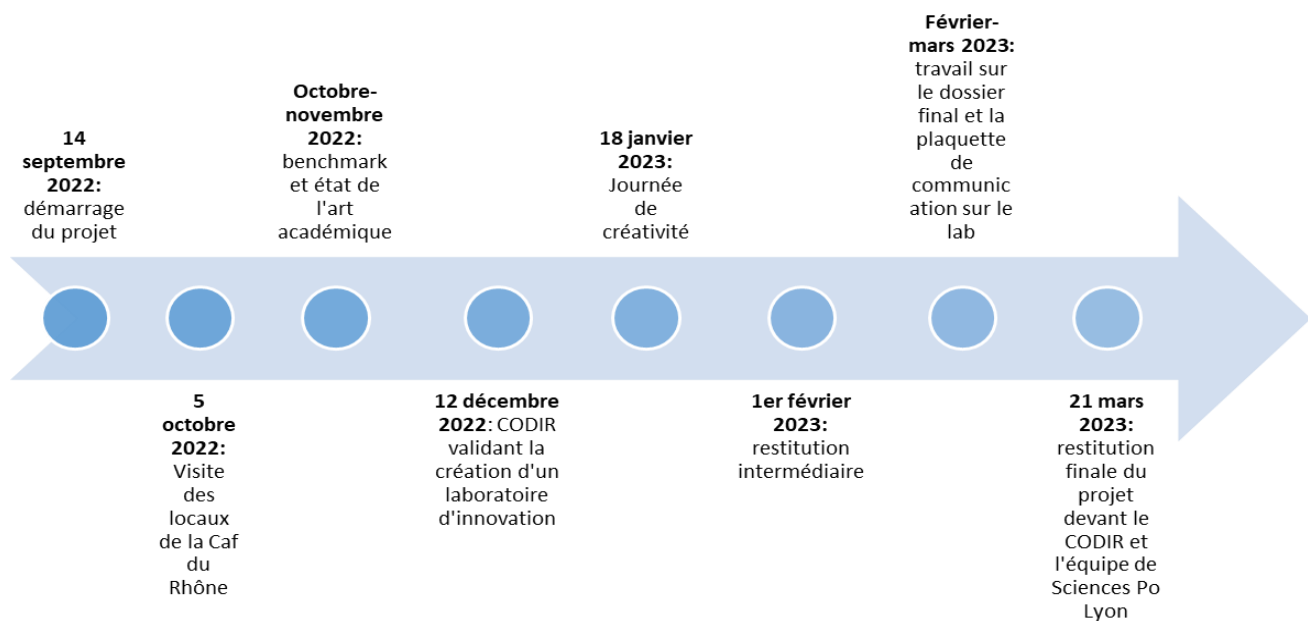 14
septembre
2022:
démarrage
du projet
5
octobre
2022:
Visite
des
locaux
de la Caf
du
Rhône
Octobre-
novembre
2022:
benchmark
et état de
l'art
académique
12 décembre
2022: CODIR
validant la
création d'un
laboratoire
d'innovation
18 janvier
2023:
Journée
de
créativité
1er février
2023:
restitution
intermédiaire
Février-
mars 2023:
travail sur
le dossier
final et la
plaquette
de
communic
ation sur le
lab
21 mars
2023:
restitution
finale du
projet
devant le
CODIR et
l'équipe de
Sciences Po
Lyon